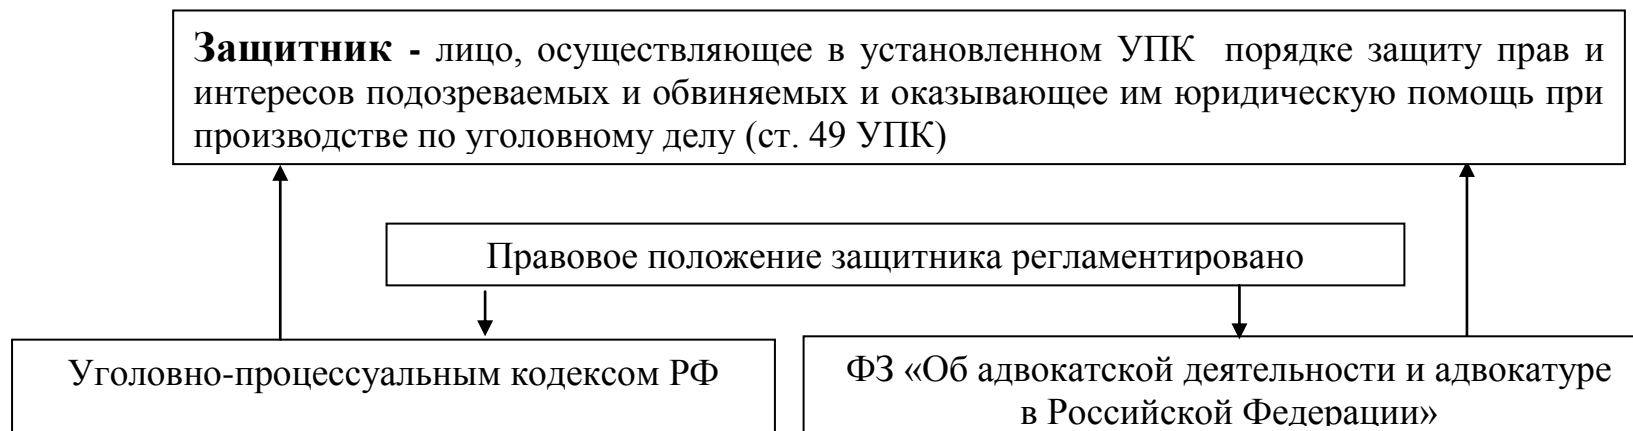 Защитник - лицо, осуществляющее в установленном УПК порядке защиту прав и
интересов подозреваемых и обвиняемых и оказывающее им юридическую помощь при
производстве по уголовному делу (ст. 49 УПК)
Правовое положение защитника регламентировано
Уголовно-процессуальным кодексом РФ
ФЗ «Об адвокатской деятельности и адвокатуре
в Российской Федерации»